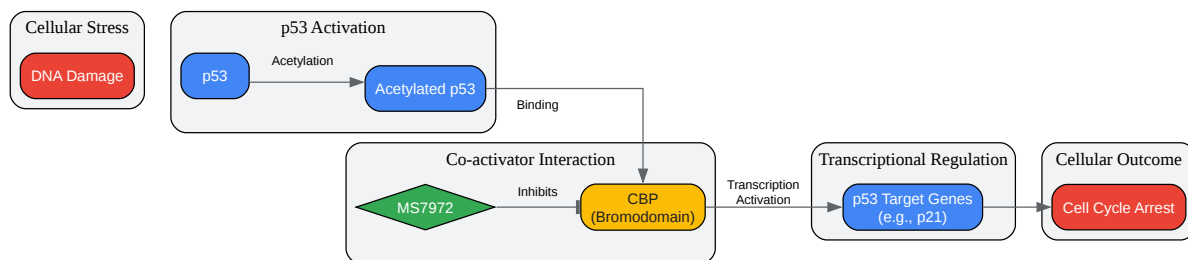 Cellular Stress
DNA Damage
p53 Activation
p53
Acetylation
Acetylated p53
Binding
Co-activator Interaction
MS7972
Inhibits
CBP
(Bromodomain)
Transcription
Activation
Transcriptional Regulation
p53 Target Genes
(e.g., p21)
Cellular Outcome
Cell Cycle Arrest